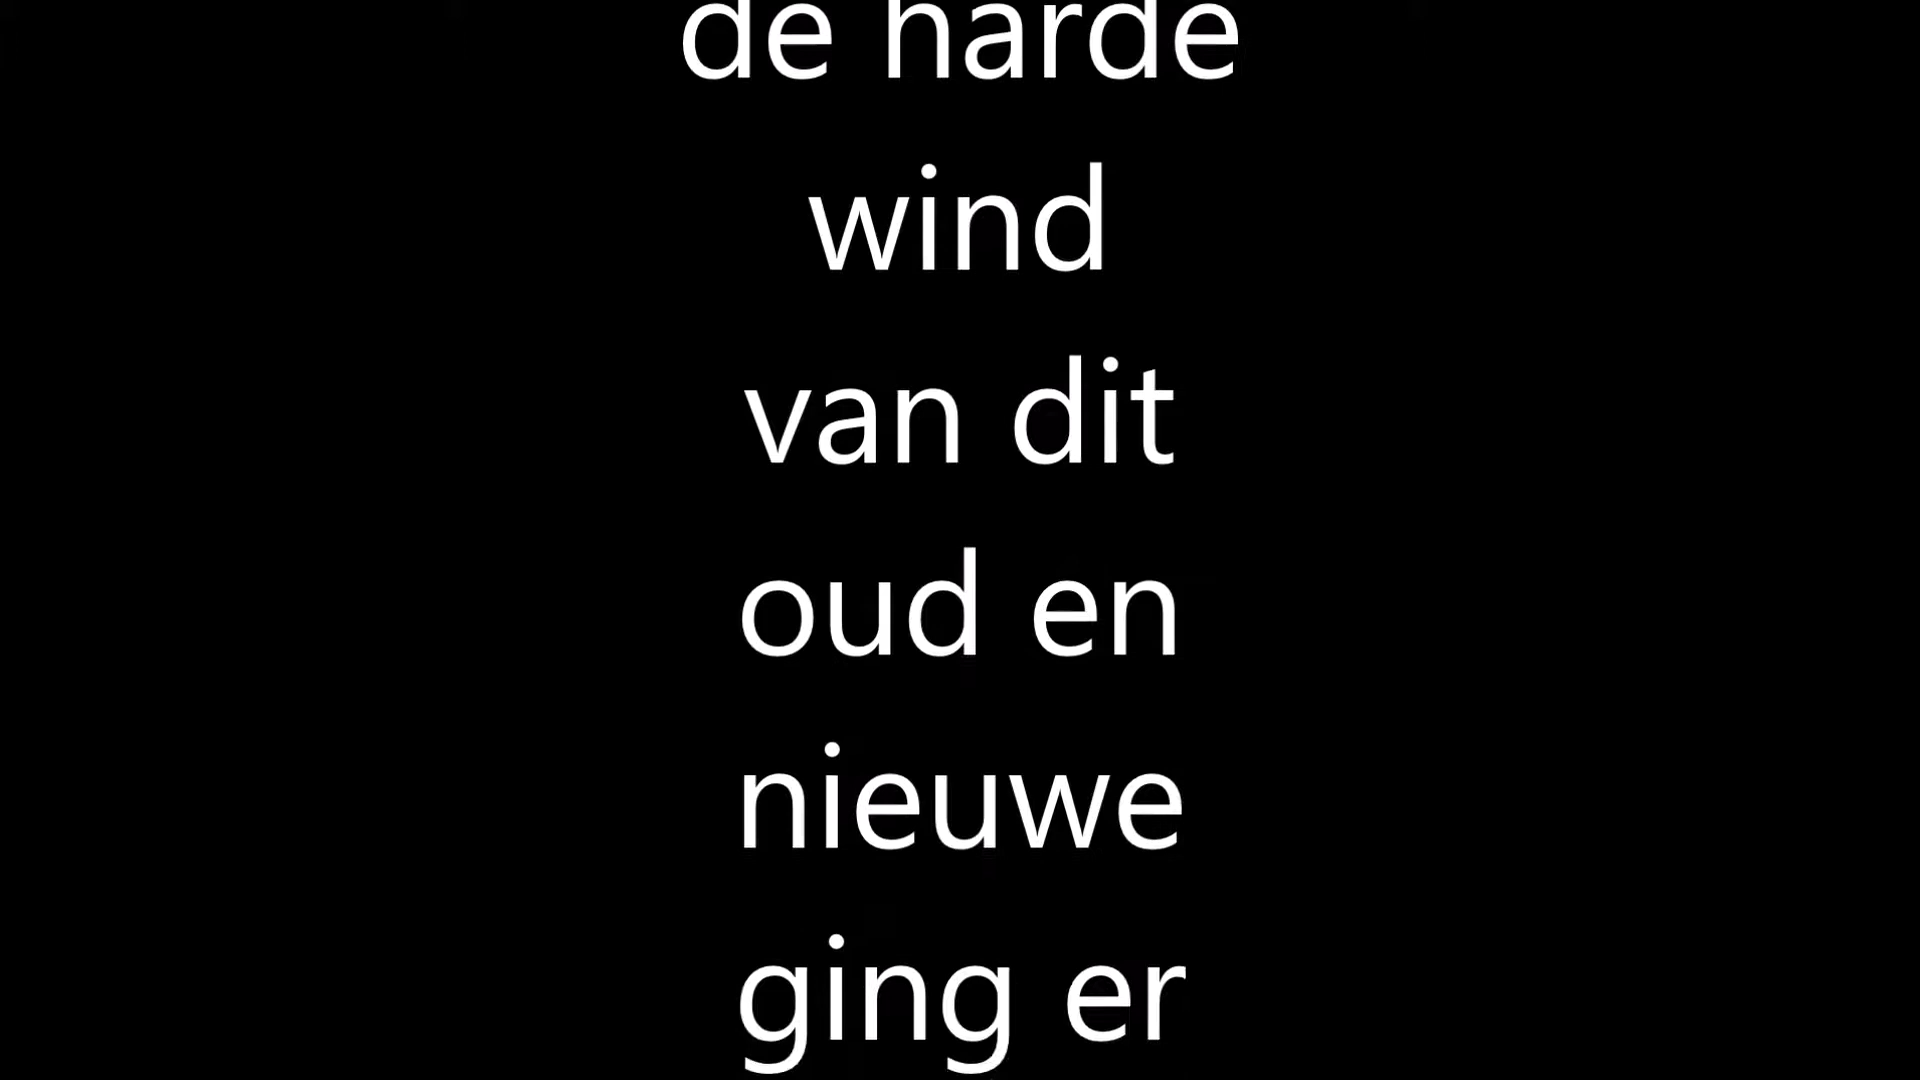 de harde
wind
van dit
oud en
nieuwe
ging er